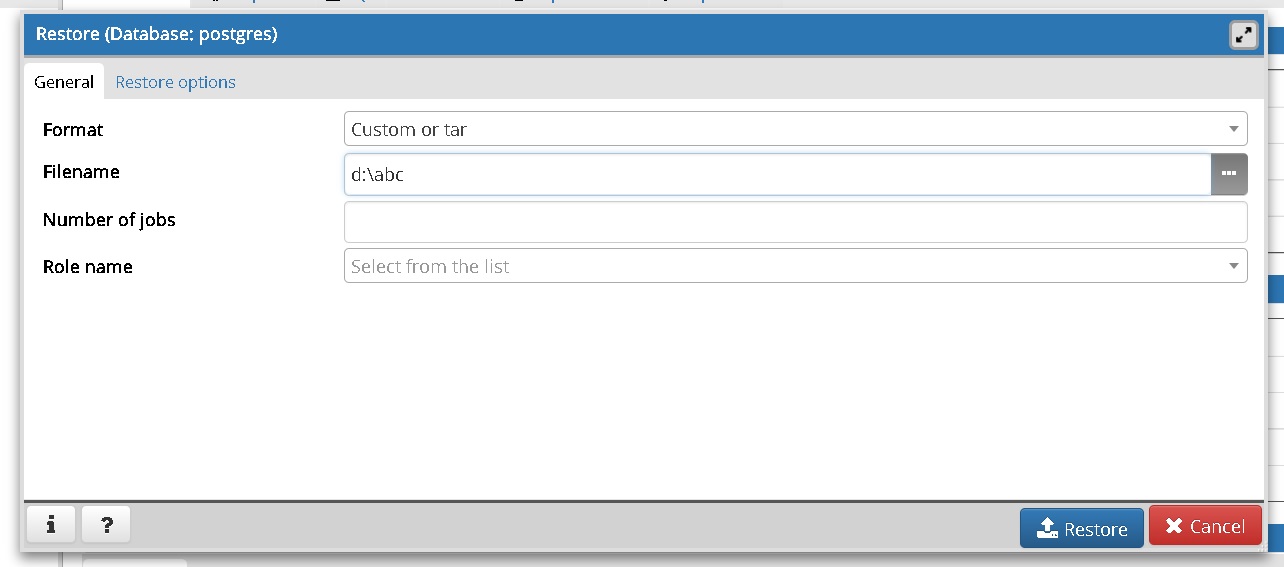 Restore (Database: postgres)
General Restore options
Format Custom or tar
Filename d:\abc
Number of jobs
Role name Select from the list
i ? Restore Cancel